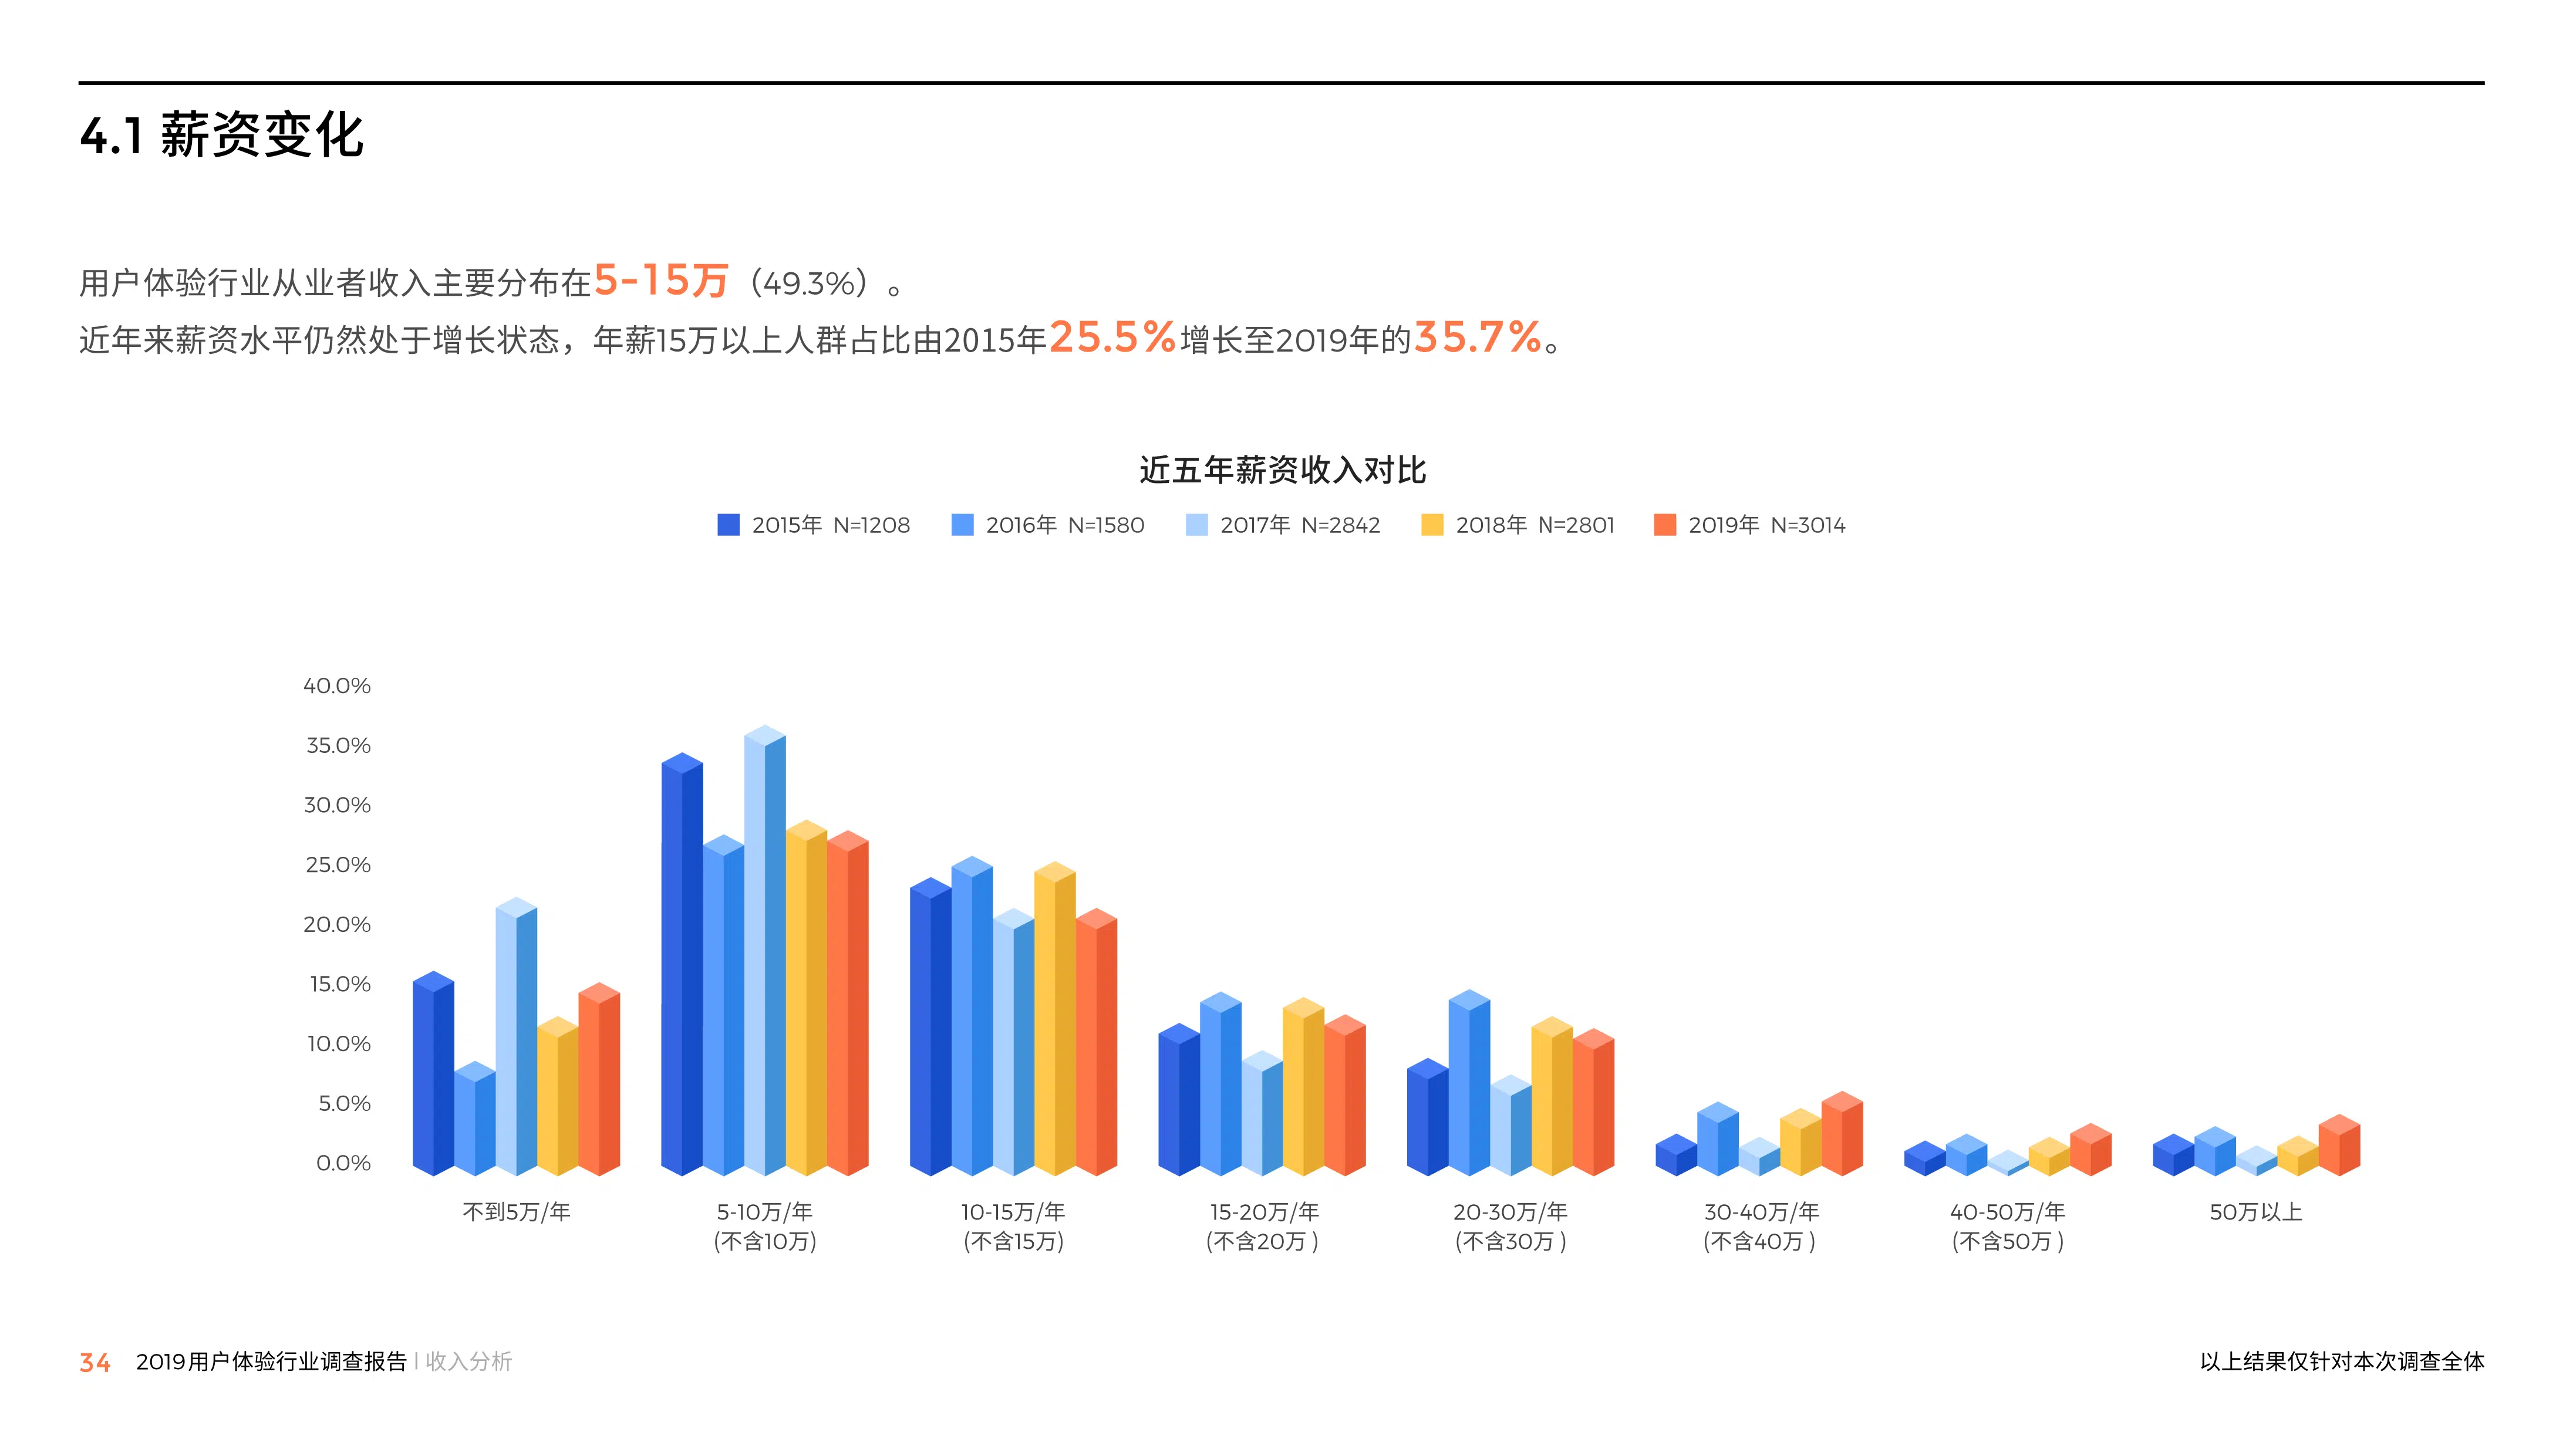 4.1 薪资变化
用户体验行业从业者收入主要分布在5-15万（49.3%）。
近年来薪资水平仍然处于增长状态，年薪15万以上人群占比由2015年25.5%增长至2019年的35.7%。
近五年薪资收入对比
2015年 N=1208 2016年 N=1580 2017年 N=2842 2018年 N=2801 2019年 N=3014
40.0%
35.0%
30.0%
25.0%
20.0%
15.0%
10.0%
5.0%
0.0%
不到5万/年 5-10万/年 10-15万/年 15-20万/年 20-30万/年 30-40万/年 40-50万/年 50万以上
(不含10万) (不含15万) (不含20万 ) (不含30万 ) (不含40万 ) (不含50万 )
34 2019用户体验行业调查报告 | 收入分析 以上结果仅针对本次调查全体